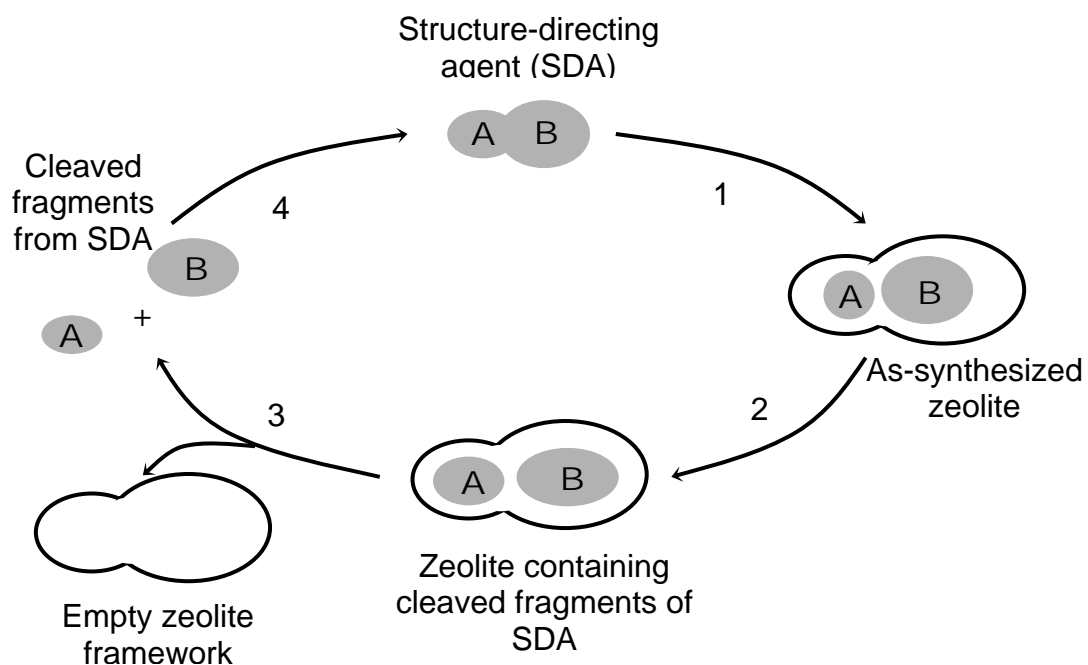 Structure-directing
agent (SDA)
A B
1
A B
As-synthesized
zeolite
2
A B
Zeolite containing
cleaved fragments of
SDA
3
Empty zeolite
framework
Cleaved
fragments
from SDA
B
+
A
4